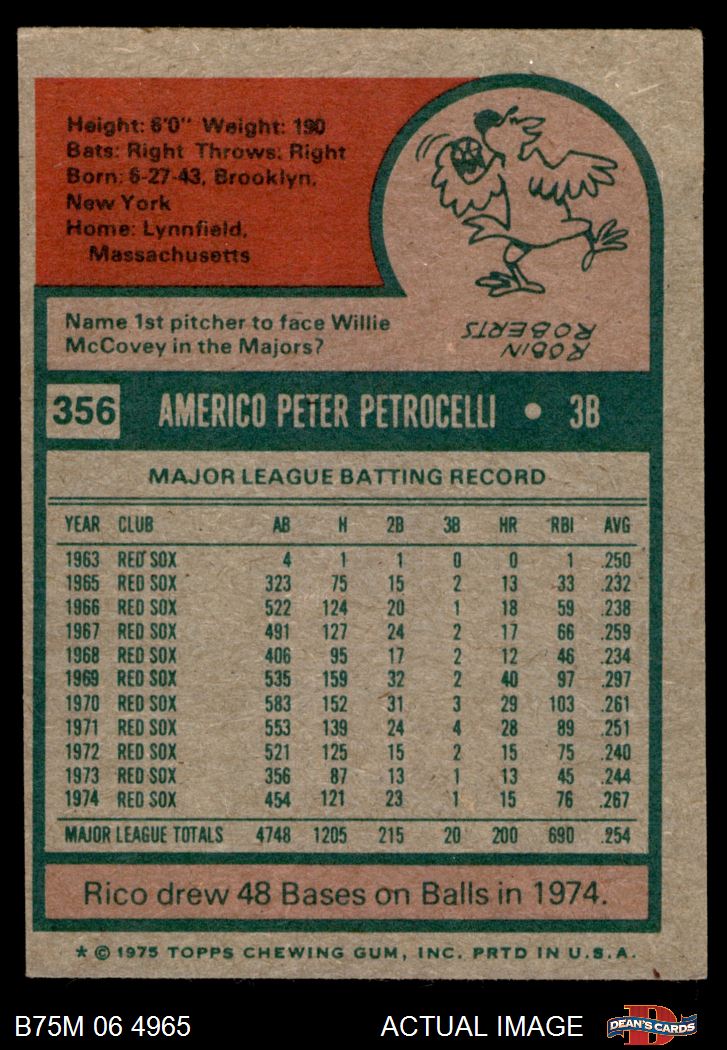 Height: 6'0" Weight: 190
Bats: Right Throws: Right
Born: 6-27-43, Brooklyn,
New York
Home: Lynnfield,
Massachusetts
Name 1st pitcher to face Willie
McCovey in the Majors?
ROBIN
ROBERTS
356 AMERICO PETER PETROCELLI • 3B
MAJOR LEAGUE BATTING RECORD
YEAR CLUB AB H 2B 3B HR RBI AVG
1963 RED SOX 4 1 1 0 0 1 .250
1965 RED SOX 323 75 15 2 13 33 .232
1966 RED SOX 522 124 20 1 18 59 .238
1967 RED SOX 491 127 24 2 17 66 .259
1968 RED SOX 406 95 17 2 12 46 .234
1969 RED SOX 535 159 32 2 40 97 .297
1970 RED SOX 583 152 31 3 29 103 .261
1971 RED SOX 553 139 24 4 28 89 .251
1972 RED SOX 521 125 15 2 15 75 .240
1973 RED SOX 356 87 13 1 13 45 .244
1974 RED SOX 454 121 23 1 15 76 .267
MAJOR LEAGUE TOTALS 4748 1205 215 20 200 690 .254
Rico drew 48 Bases on Balls in 1974.
* © 1975 TOPPS CHEWING GUM, INC. PRTD IN U.S.A.
B75M 06 4965 ACTUAL IMAGE
DEAN'S CARDS